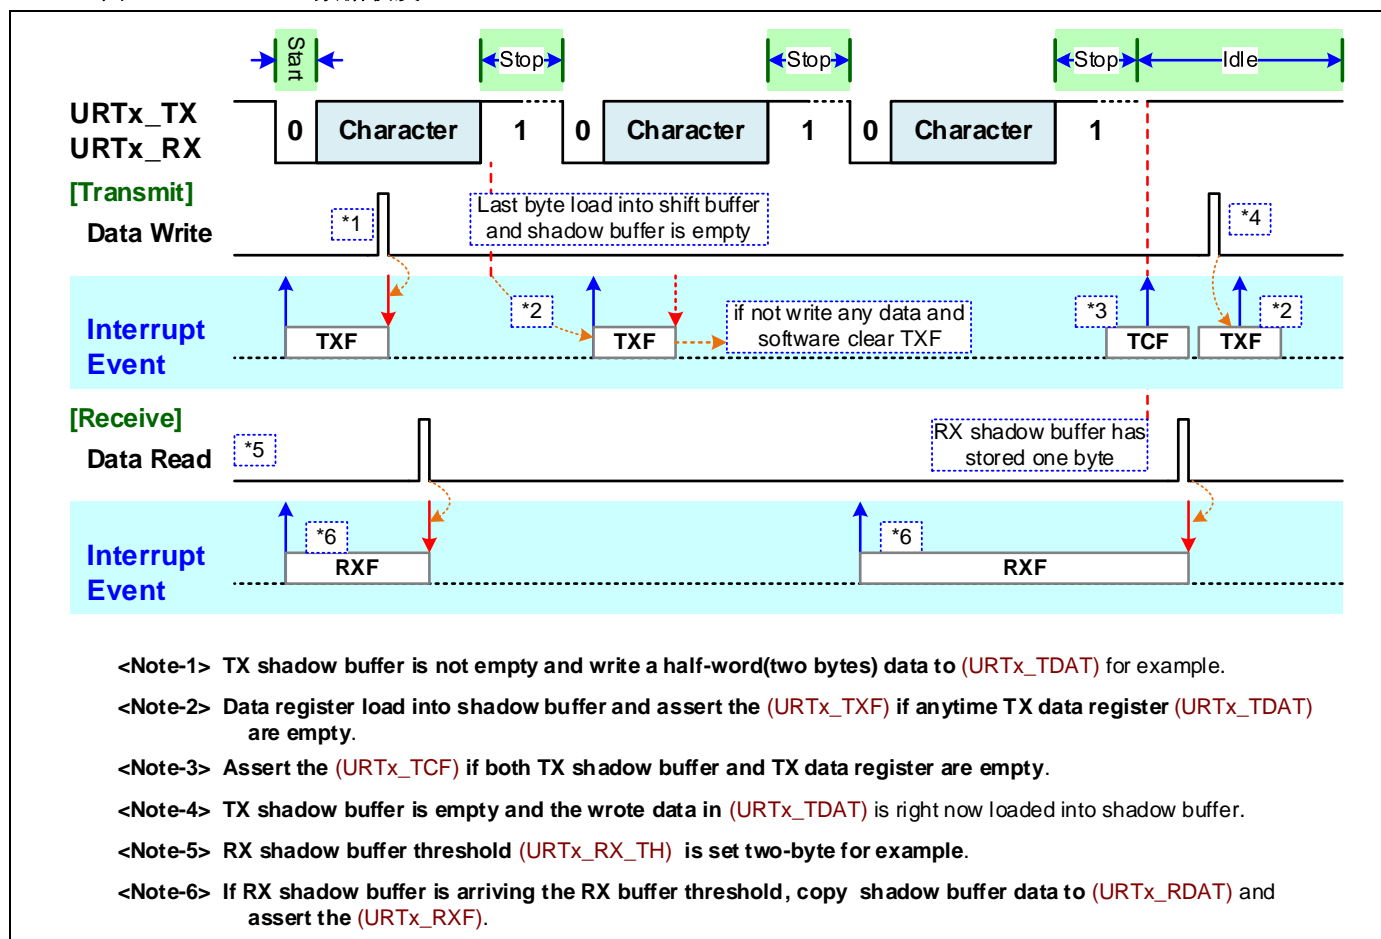 Start
Stop
Stop
Stop
Idle
URTx_TX
URTx_RX
0
Character
1
0
Character
1
0
Character
1
[Transmit]
Data Write
*1
Last byte load into shift buffer
and shadow buffer is empty
*4
Interrupt
Event
TXF
*2
TXF
if not write any data and
software clear TXF
*3
TCF
TXF
*2
[Receive]
Data Read
*5
RX shadow buffer has
stored one byte
Interrupt
Event
*6
RXF
*6
RXF
<Note-1> TX shadow buffer is not empty and write a half-word(two bytes) data to (URTx_TDAT) for example.
<Note-2> Data register load into shadow buffer and assert the (URTx_TXF) if anytime TX data register (URTx_TDAT)
are empty.
<Note-3> Assert the (URTx_TCF) if both TX shadow buffer and TX data register are empty.
<Note-4> TX shadow buffer is empty and the wrote data in (URTx_TDAT) is right now loaded into shadow buffer.
<Note-5> RX shadow buffer threshold (URTx_RX_TH) is set two-byte for example.
<Note-6> If RX shadow buffer is arriving the RX buffer threshold, copy shadow buffer data to (URTx_RDAT) and
assert the (URTx_RXF).